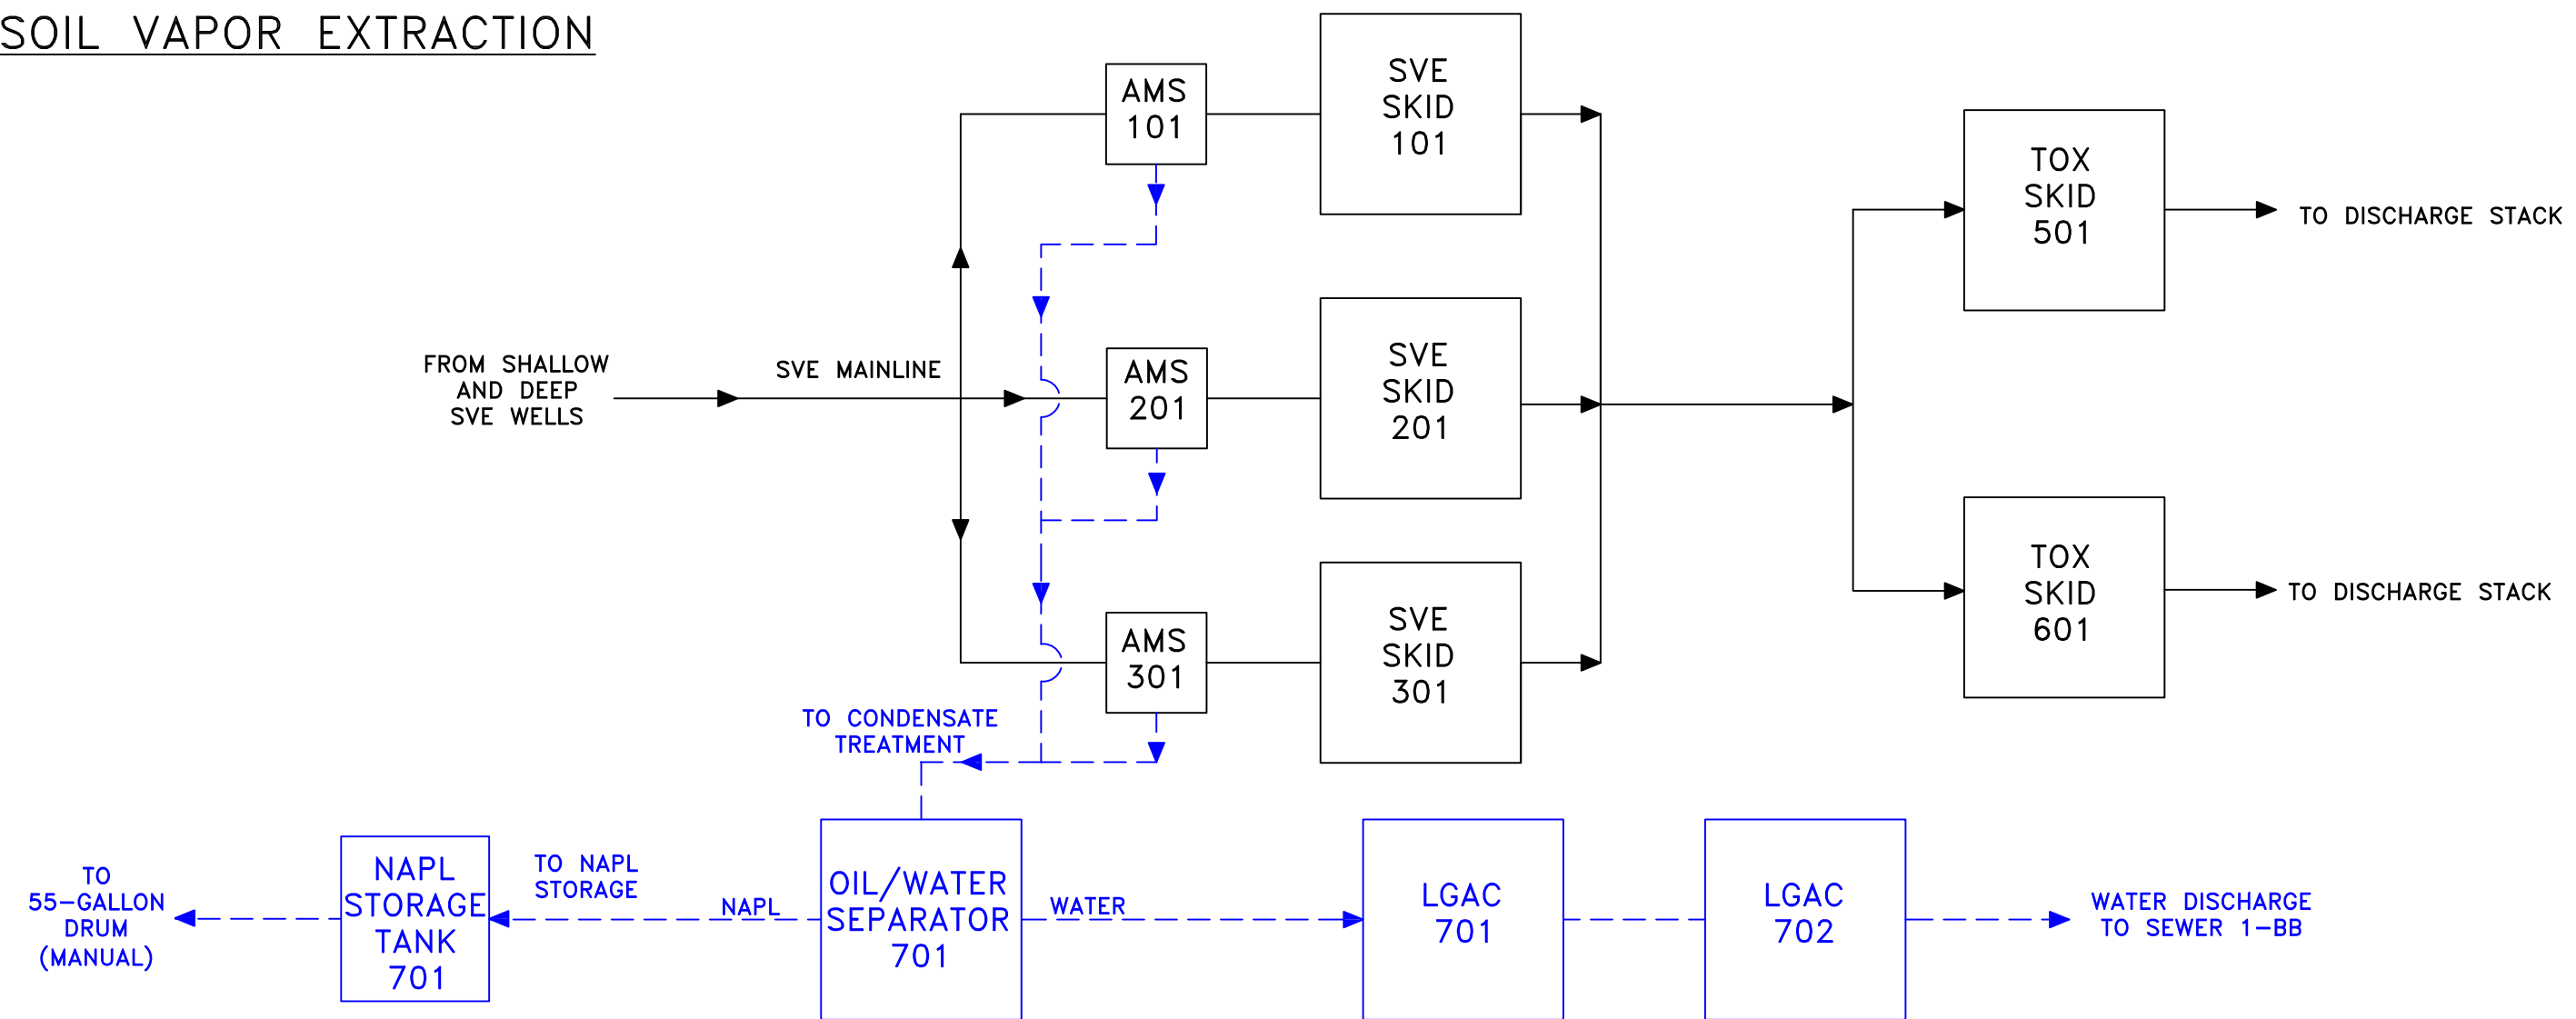 SOIL VAPOR EXTRACTION
AMS
101
SVE
SKID
101
TOX
SKID
501
TO DISCHARGE STACK
FROM SHALLOW
AND DEEP
SVE WELLS
SVE MAINLINE
AMS
201
SVE
SKID
201
TOX
SKID
601
TO DISCHARGE STACK
AMS
301
SVE
SKID
301
TO CONDENSATE
TREATMENT
TO
55-GALLON
DRUM
(MANUAL)
NAPL
STORAGE
TANK
701
TO NAPL
STORAGE
NAPL
OIL/WATER
SEPARATOR
701
WATER
LGAC
701
LGAC
702
WATER DISCHARGE
TO SEWER 1-BB